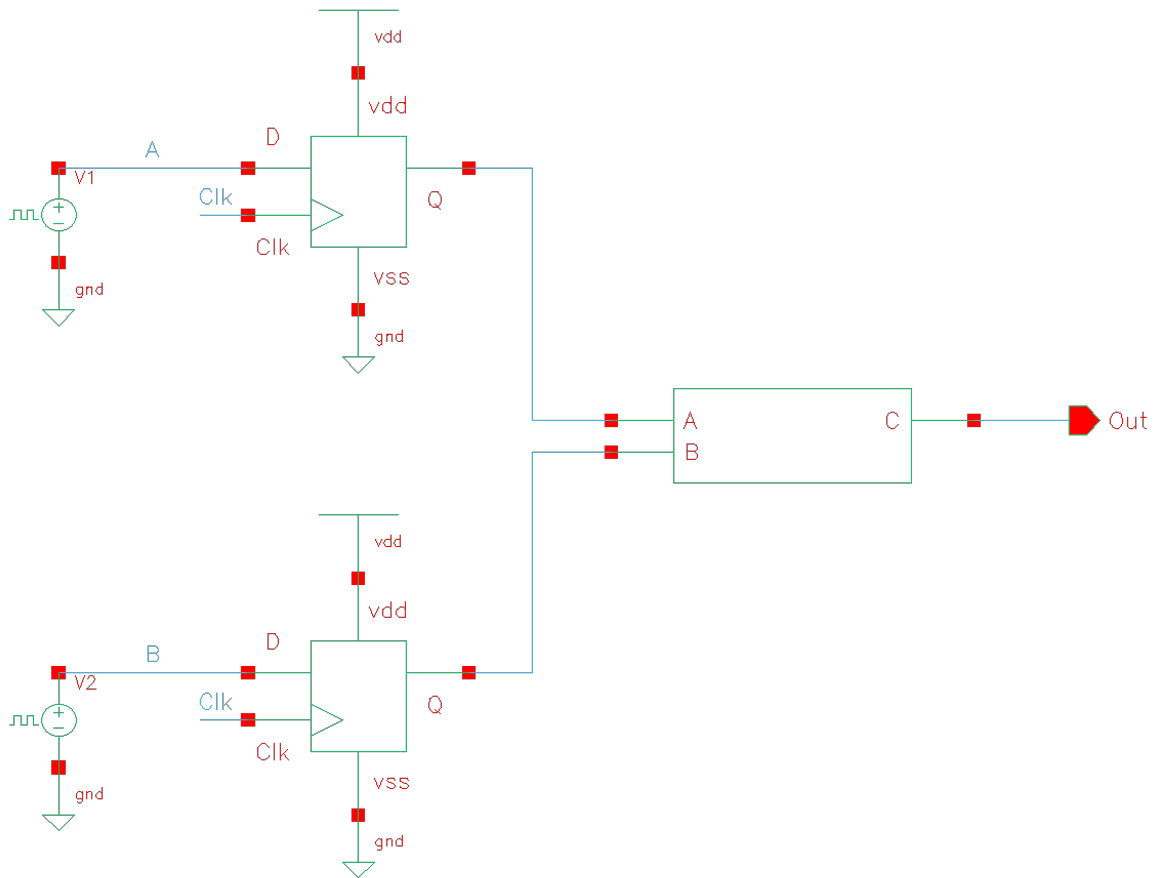 vdd
vdd
D
A
V1
Clk
Q
Clk
vss
gnd
gnd
A
C
Out
B
vdd
vdd
D
B
V2
Clk
Q
Clk
vss
gnd
gnd